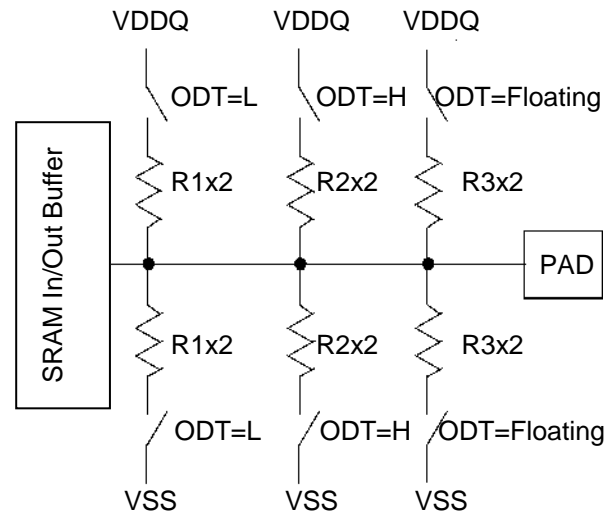 VDDQ VDDQ VDDQ
ODT=L ODT=H ODT=Floating
R1x2 R2x2 R3x2
SRAM In/Out Buffer
PAD
R1x2 R2x2 R3x2
ODT=L ODT=H ODT=Floating
VSS VSS VSS